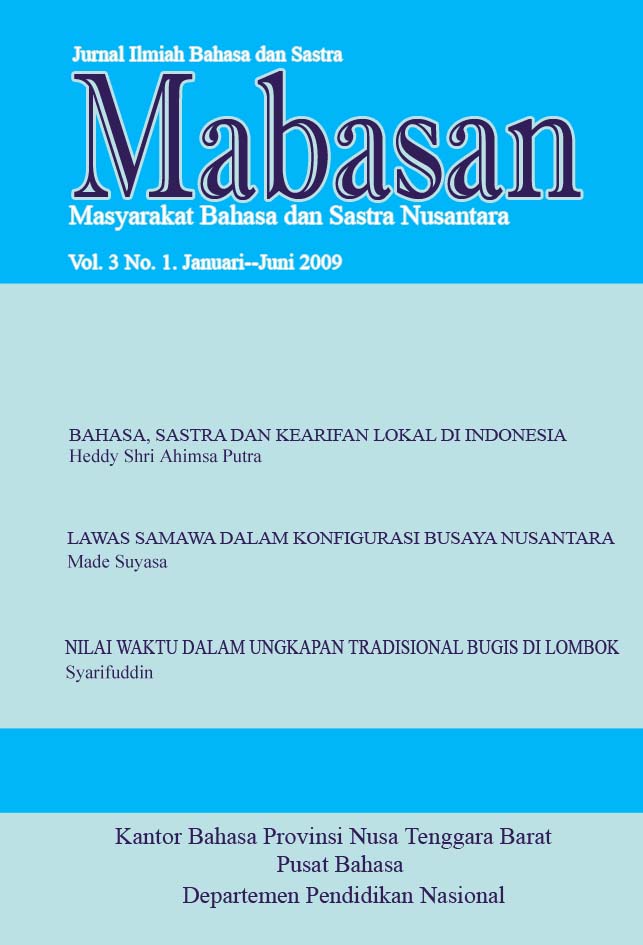 Jurnal Ilmiah Bahasa dan Sastra
Mabasan
Masyarakat Bahasa dan Sastra Nusantara
Vol. 3 No. 1. Januari--Juni 2009
BAHASA, SASTRA DAN KEARIFAN LOKAL DI INDONESIA
Heddy Shri Ahimsa Putra
LAWAS SAMAWA DALAM KONFIGURASI BUSAYA NUSANTARA
Made Suyasa
NILAI WAKTU DALAM UNGKAPAN TRADISIONAL BUGIS DI LOMBOK
Syarifuddin
Kantor Bahasa Provinsi Nusa Tenggara Barat
Pusat Bahasa
Departemen Pendidikan Nasional